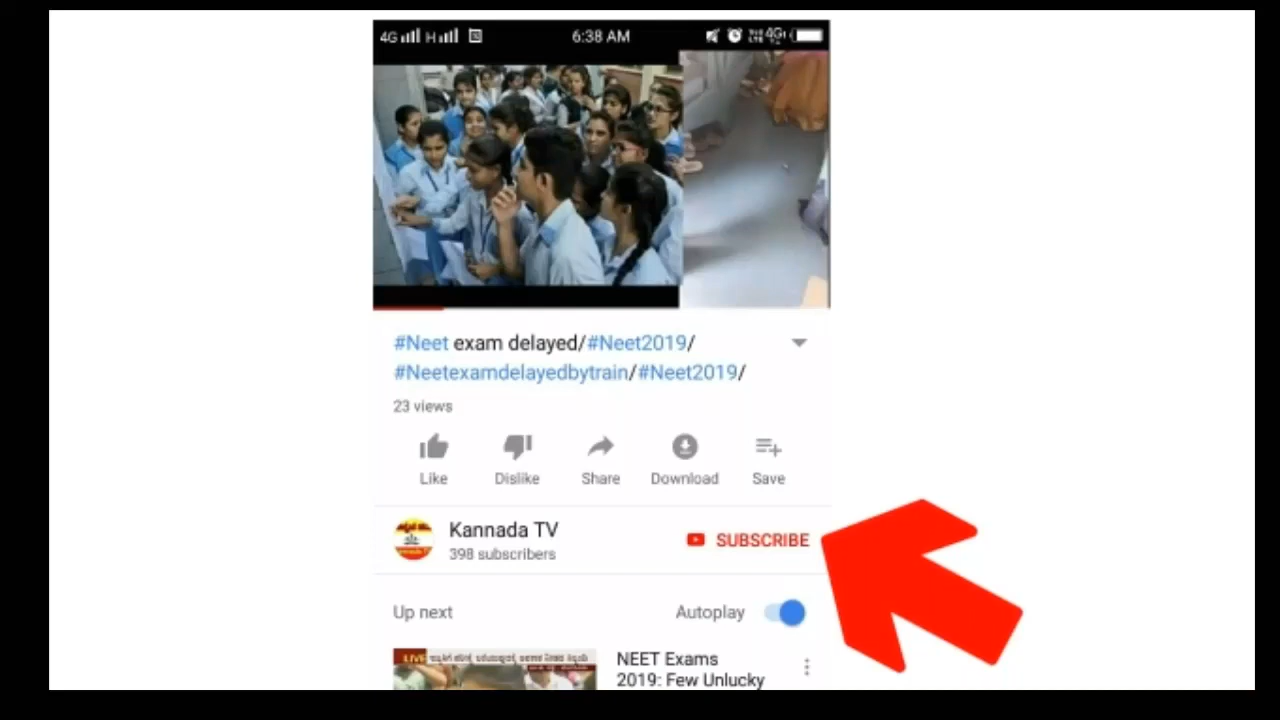 4G H 6:38 AM 4G
#Neet exam delayed/#Neet2019/
#Neetexamdelayedbytrain/#Neet2019/
23 views
Like Dislike Share Download Save
Kannada TV
398 subscribers
SUBSCRIBE
Up next Autoplay
LIVE
NEET Exams
2019: Few Unlucky